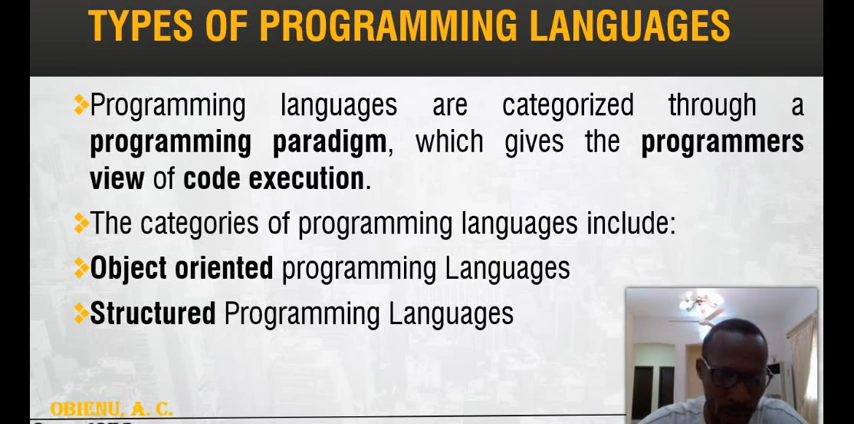 TYPES OF PROGRAMMING LANGUAGES
Programming languages are categorized through a
programming paradigm, which gives the programmers
view of code execution.
The categories of programming languages include:
Object oriented programming Languages
Structured Programming Languages
OBIENU, A. C.